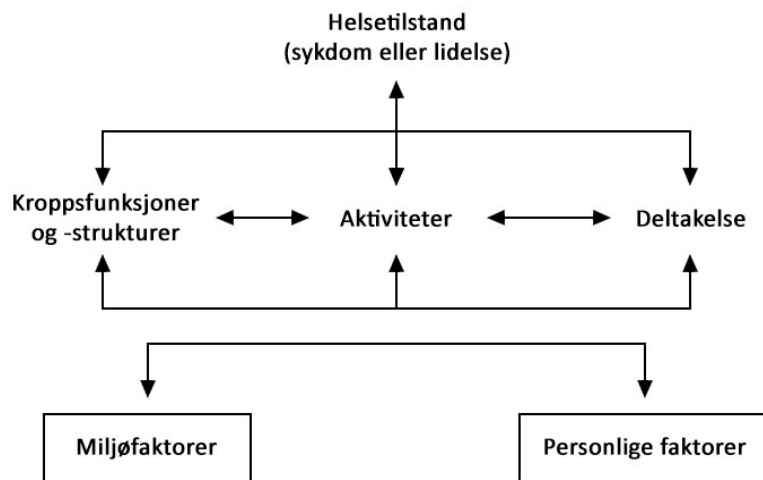 Helsetilstand
(sykdom eller lidelse)
Kroppsfunksjoner
og -strukturer
Aktiviteter
Deltakelse
Miljøfaktorer
Personlige faktorer